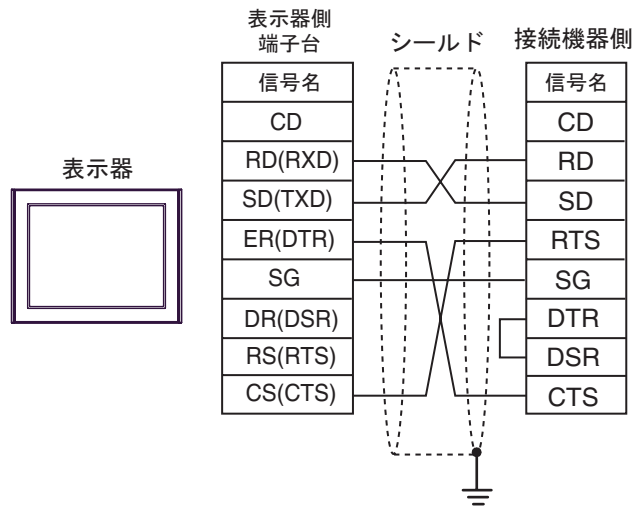 表示器側
端子台
シールド
接続機器側
表示器
信号名
CD
RD(RXD)
SD(TXD)
ER(DTR)
SG
DR(DSR)
RS(RTS)
CS(CTS)
信号名
CD
RD
SD
RTS
SG
DTR
DSR
CTS